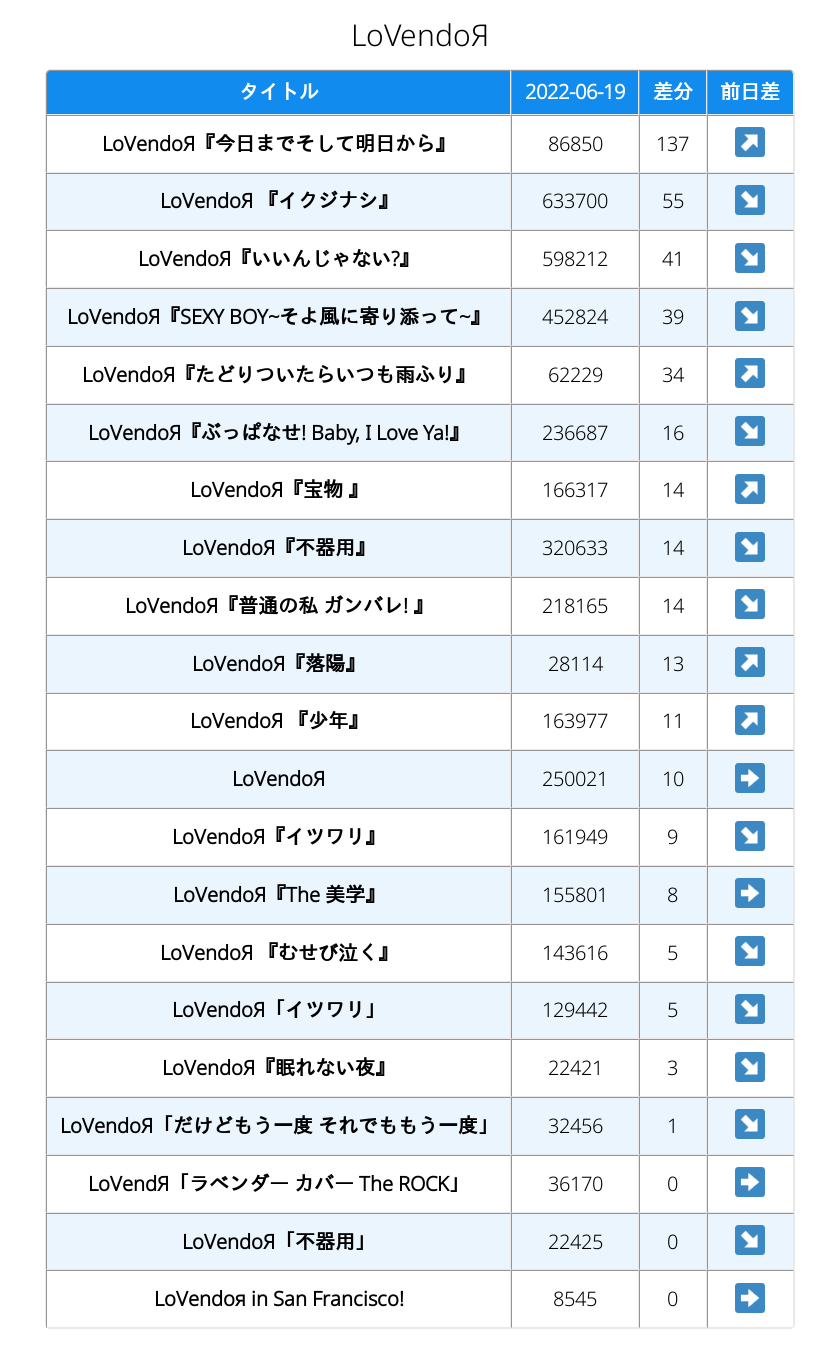 LoVendoЯ
タイトル 2022-06-19 差分 前日差
LoVendoЯ『今日までそして明日から』 86850 137 ↗
LoVendoЯ 『イクジナシ』 633700 55 ↘
LoVendoЯ『いいんじゃない?』 598212 41 ↘
LoVendoЯ『SEXY BOY~そよ風に寄り添って~』 452824 39 ↘
LoVendoЯ『たどりついたらいつも雨ふり』 62229 34 ↗
LoVendoЯ『ぶっぱなせ! Baby, I Love Ya!』 236687 16 ↘
LoVendoЯ『宝物 』 166317 14 ↗
LoVendoЯ『不器用』 320633 14 ↘
LoVendoЯ『普通の私 ガンバレ! 』 218165 14 ↘
LoVendoЯ『落陽』 28114 13 ↗
LoVendoЯ 『少年』 163977 11 ↗
LoVendoЯ 250021 10 ➡
LoVendoЯ『イツワリ』 161949 9 ↘
LoVendoЯ『The 美学』 155801 8 ➡
LoVendoЯ 『むせび泣く』 143616 5 ↘
LoVendoЯ「イツワリ」 129442 5 ↘
LoVendoЯ『眠れない夜』 22421 3 ↘
LoVendoЯ「だけどもう一度 それでももう一度」 32456 1 ↘
LoVendЯ「ラベンダー カバー The ROCK」 36170 0 ➡
LoVendoЯ「不器用」 22425 0 ↘
LoVendoя in San Francisco! 8545 0 ➡